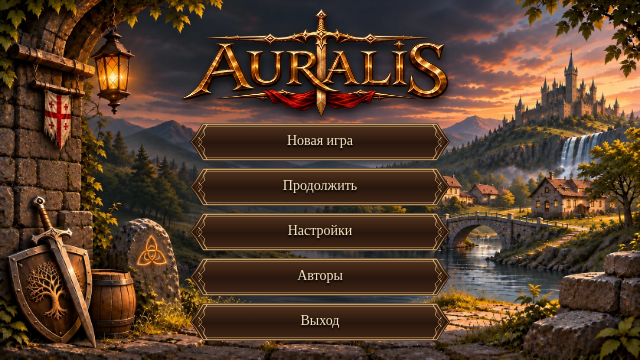 AURALIS
Новая игра
Продолжить
Настройки
Авторы
Выход